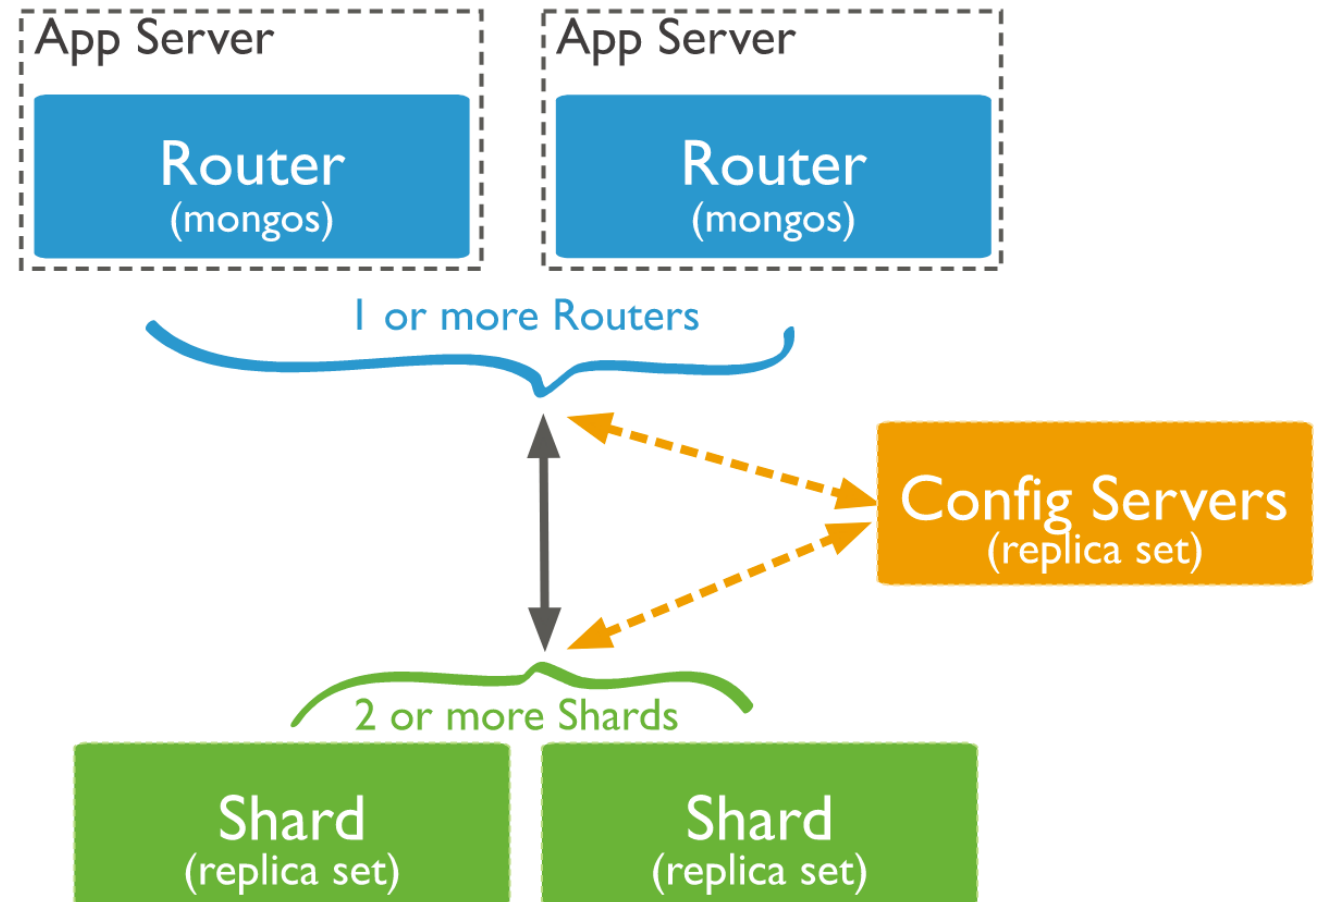 App Server
App Server
Router
(mongos)
Router
(mongos)
1 or more Routers
Config Servers
(replica set)
2 or more Shards
Shard
(replica set)
Shard
(replica set)